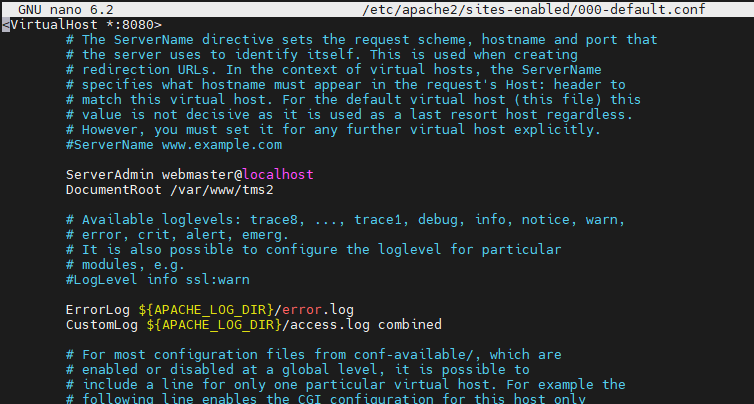 GNU nano 6.2 /etc/apache2/sites-enabled/000-default.conf
<VirtualHost *:8080>
# The ServerName directive sets the request scheme, hostname and port that
# the server uses to identify itself. This is used when creating
# redirection URLs. In the context of virtual hosts, the ServerName
# specifies what hostname must appear in the request's Host: header to
# match this virtual host. For the default virtual host (this file) this
# value is not decisive as it is used as a last resort host regardless.
# However, you must set it for any further virtual host explicitly.
#ServerName www.example.com
ServerAdmin webmaster@localhost
DocumentRoot /var/www/tms2
# Available loglevels: trace8, ..., trace1, debug, info, notice, warn,
# error, crit, alert, emerg.
# It is also possible to configure the loglevel for particular
# modules, e.g.
#LogLevel info ssl:warn
ErrorLog ${APACHE_LOG_DIR}/error.log
CustomLog ${APACHE_LOG_DIR}/access.log combined
# For most configuration files from conf-available/, which are
# enabled or disabled at a global level, it is possible to
# include a line for only one particular virtual host. For example the
# following line enables the CGI configuration for this host only